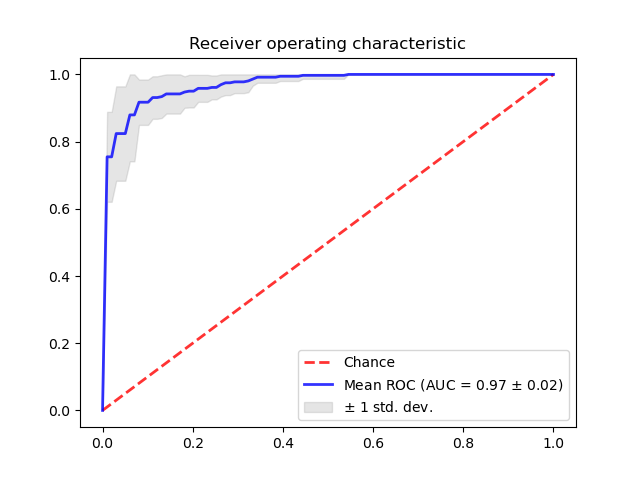 Receiver operating characteristic
1.0
0.8
0.6
0.4
0.2
0.0
Chance
Mean ROC (AUC = 0.97 ± 0.02)
± 1 std. dev.
0.0 0.2 0.4 0.6 0.8 1.0